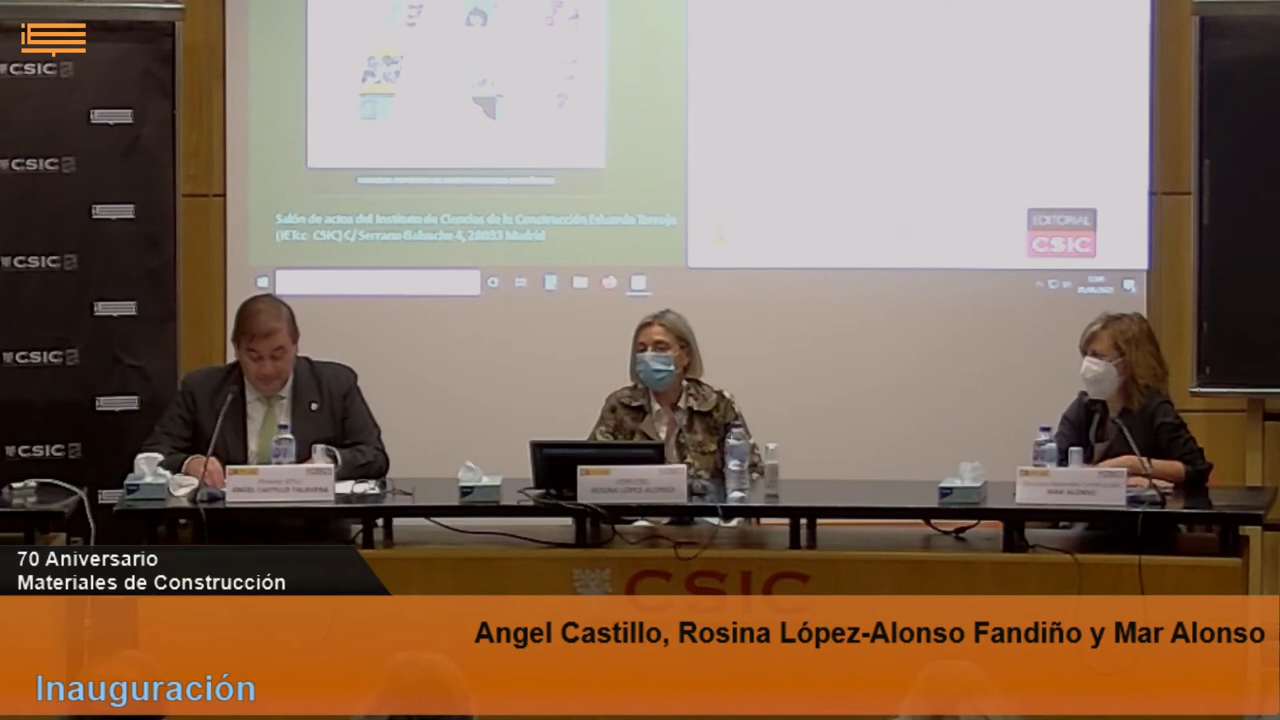 CSIC
CSIC
CSIC
CSIC
CSIC
Salón de actos del Instituto de Ciencias de la Construcción Eduardo Torroja
(IETcc CSIC) C/ Serrano Galvache 4, 28033 Madrid
EDITORIAL
CSIC
ÁNGEL CASTILLO TALAVERA
ROSINA LÓPEZ-ALONSO
MAR ALONSO
CSIC
70 Aniversario
Materiales de Construcción
Angel Castillo, Rosina López-Alonso Fandiño y Mar Alonso
Inauguración